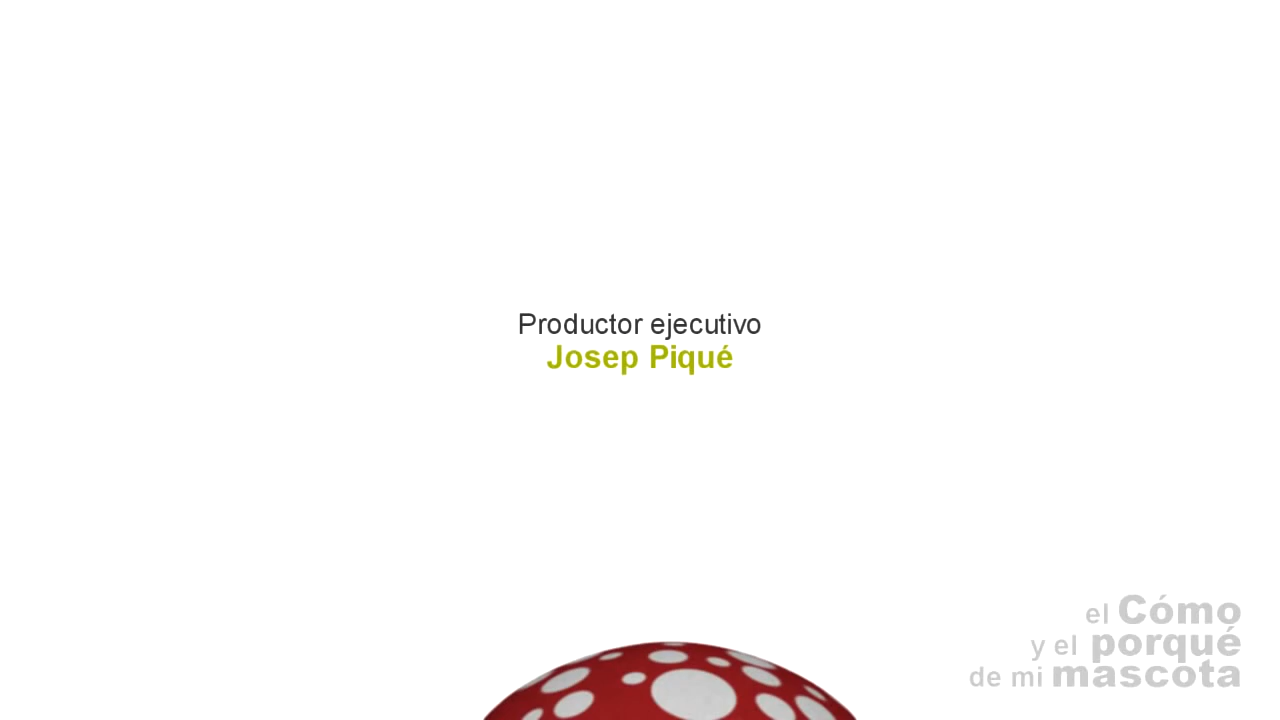 Productor ejecutivo
Josep Piqué
el Cómo
y el porqué
de mi mascota